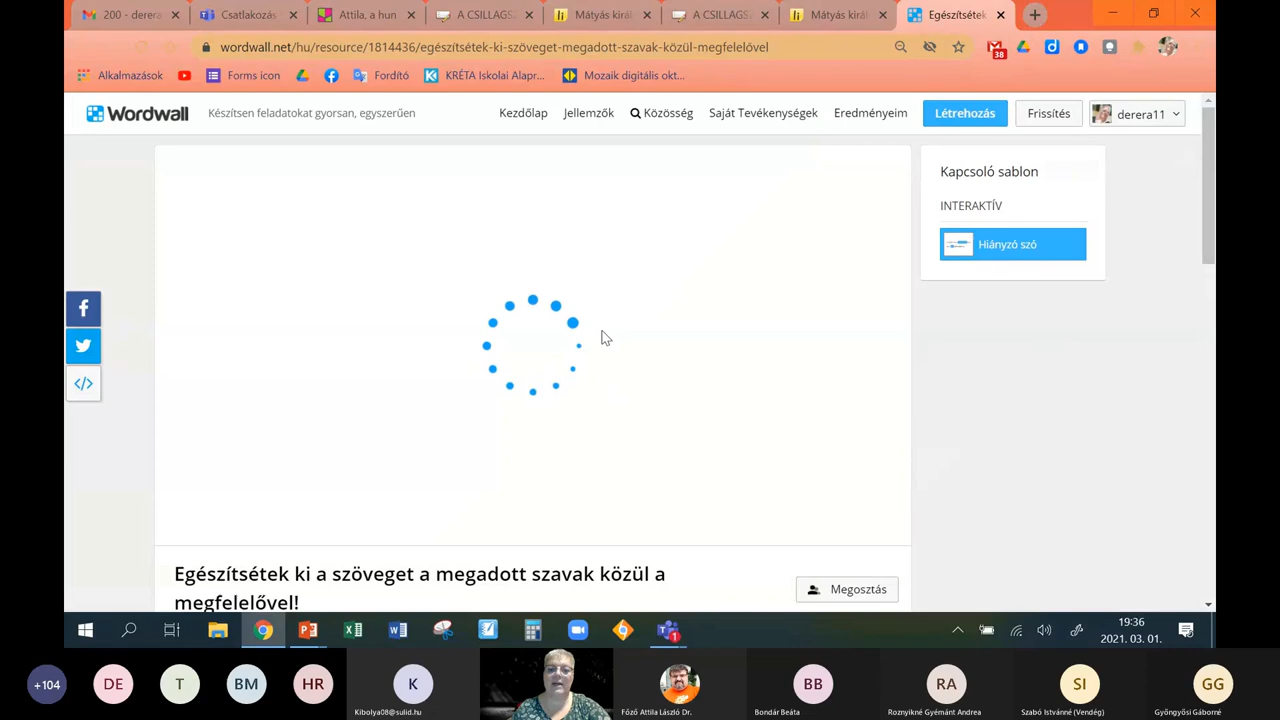 200 - derera
Csatlakozás
Attila, a hun
A CSILLAGS
Mátyás kirá
A CSILLAGS
Mátyás kirá
Egészítsétek
wordwall.net/hu/resource/1814436/egészítsétek-ki-szöveget-megadott-szavak-közül-megfelelővel
38
Alkalmazások
Forms icon
Fordító
KRÉTA Iskolai Alapr...
Mozaik digitális okt...
Wordwall
Készítsen feladatokat gyorsan, egyszerűen
Kezdőlap
Jellemzők
Közösség
Saját Tevékenységek
Eredményeim
Létrehozás
Frissítés
derera11
Kapcsoló sablon
INTERAKTÍV
Hiányzó szó
Egészítsétek ki a szöveget a megadott szavak közül a
megfelelővel!
Megosztás
19:36
2021. 03. 01.
+104
DE
T
BM
HR
K
BB
RA
SI
GG
Kibolya08@sulid.hu
Főző Attila László Dr.
Bondár Beáta
Roznyikné Gyémánt Andrea
Szabó Istvánné (Vendég)
Gyöngyösi Gáborné